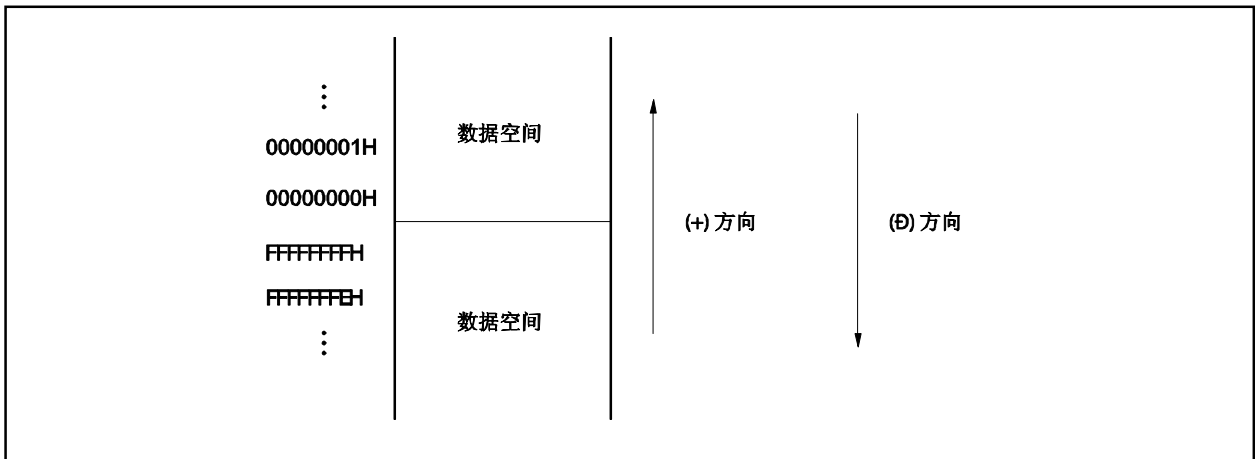 ⋮
00000001H
00000000H
FFFFFFFFH
FFFFFFFEH
⋮
数据空间
数据空间
(+) 方向
(Ð) 方向